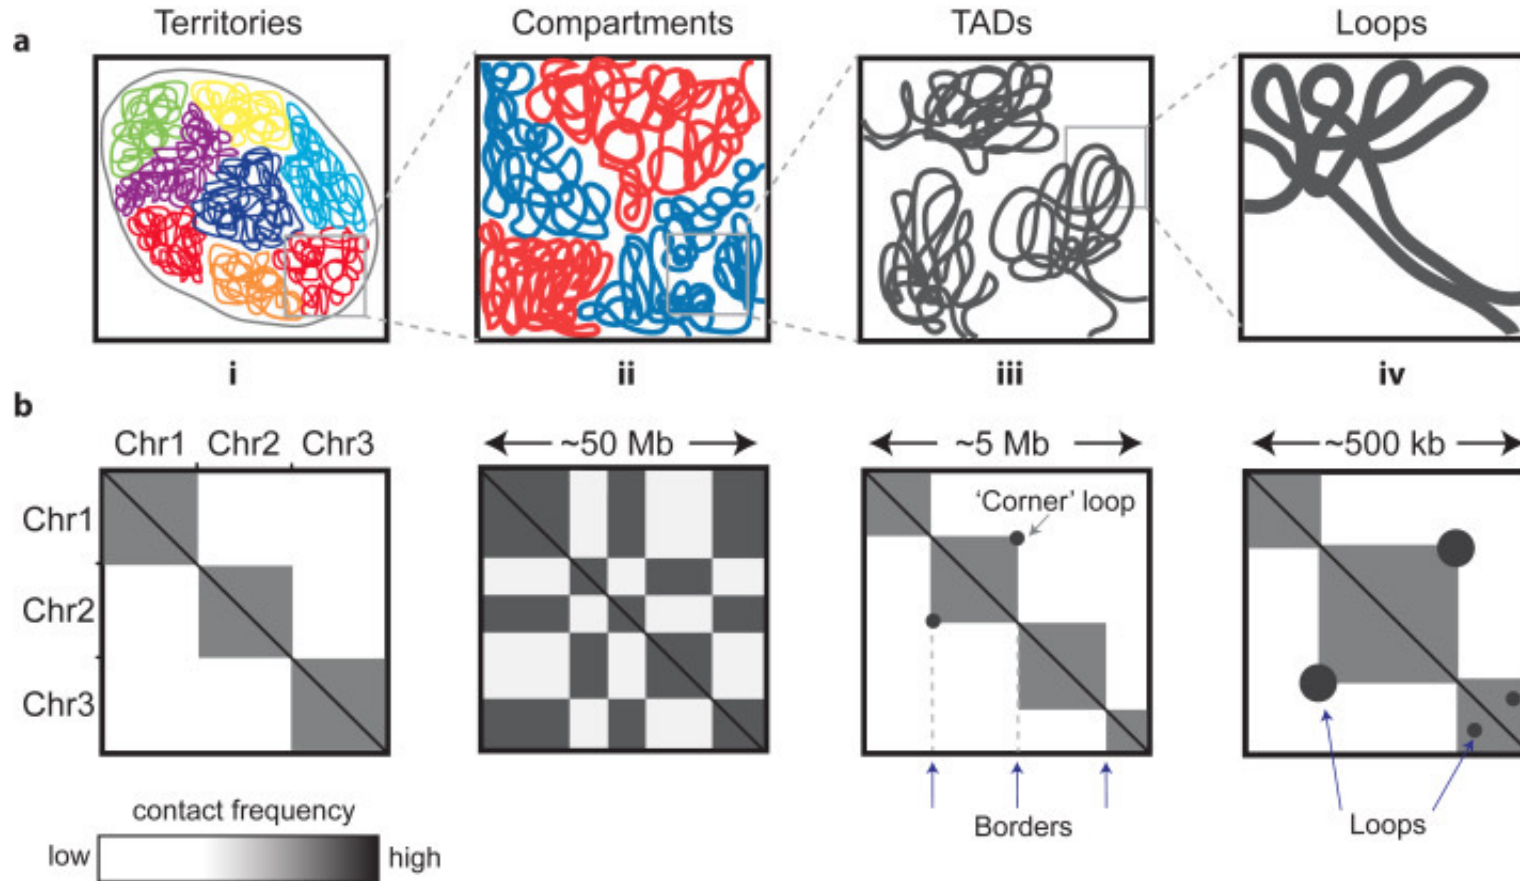 Territories Compartments TADs Loops
a
i ii iii iv
b
Chr1 Chr2 Chr3 ~50 Mb ~5 Mb ~500 kb
Chr1
‘Corner’ loop
Chr2
Chr3
Borders
Loops
contact frequency
low high